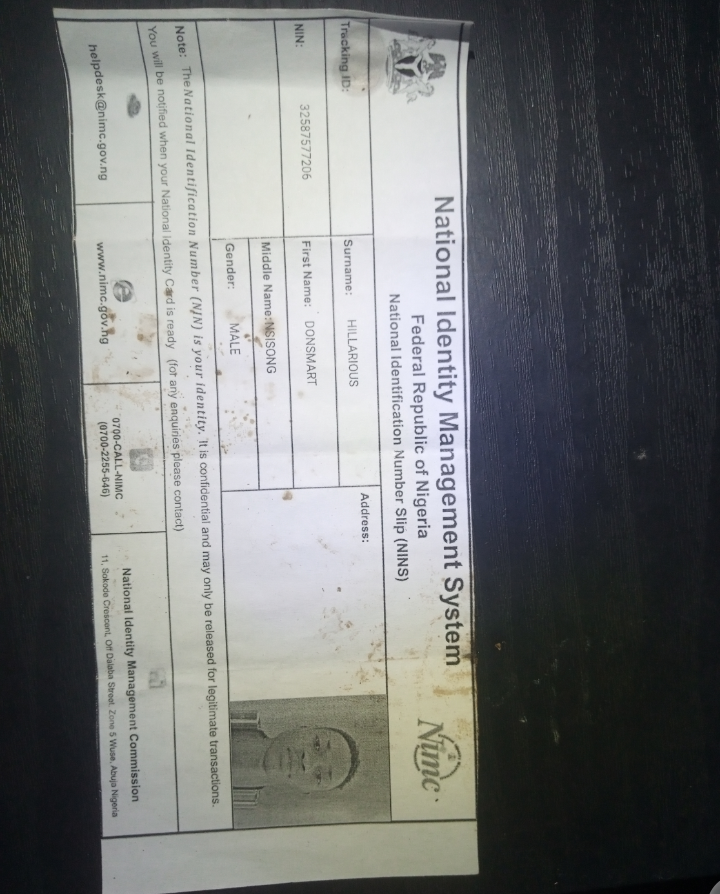 National Identity Management System
Federal Republic of Nigeria
National Identification Number Slip (NINS)
Nimc
Tracking ID:
Surname: HILLARIOUS
Address:
NIN: 32587577206
First Name: DONSMART
Middle Name: NSISONG
Gender: MALE
Note: The National Identification Number (NIN) is your identity. It is confidential and may only be released for legitimate transactions.
You will be notified when your National Identity Card is ready (for any enquiries please contact)
helpdesk@nimc.gov.ng
www.nimc.gov.ng
0700-CALL-NIMC
(0700-2255-646)
National Identity Management Commission
11, Sokode Crescent, Off Dalaba Street, Zone 5 Wuse, Abuja Nigeria